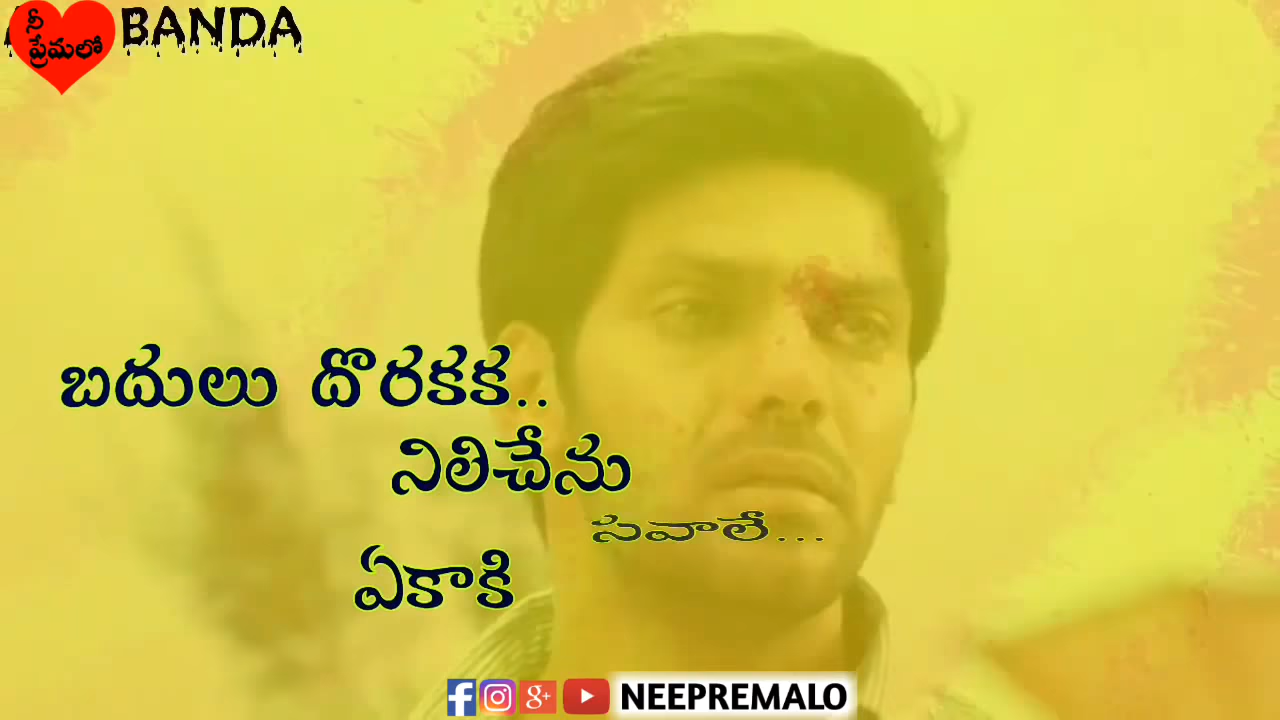 నీ
ప్రేమలో
BANDA
బదులు దొరకక..
నిలిచేను
సవాలే...
ఏకాకి
NEEPREMALO